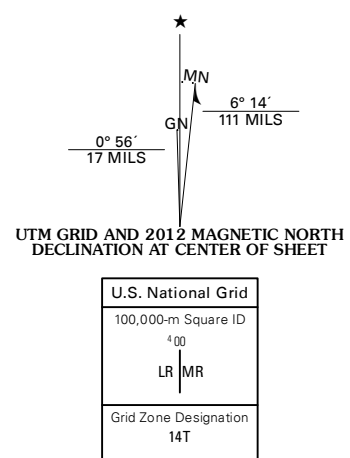 ★
MN
GN
6° 14´
111 MILS
0° 56´
17 MILS
UTM GRID AND 2012 MAGNETIC NORTH
DECLINATION AT CENTER OF SHEET
U.S. National Grid
100,000-m Square ID
⁴00
LR MR
Grid Zone Designation
14T